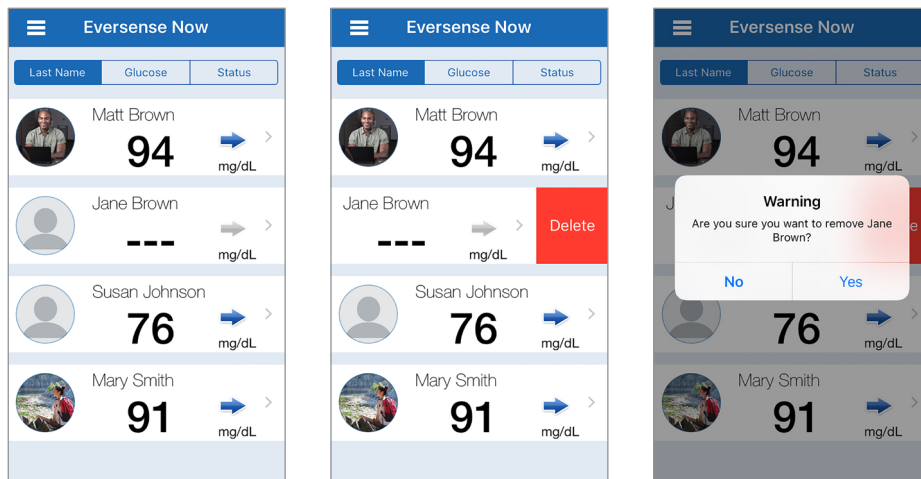 Eversense Now
Last Name Glucose Status
Matt Brown
94
mg/dL
Jane Brown
---
mg/dL
Susan Johnson
76
mg/dL
Mary Smith
91
mg/dL
Eversense Now
Last Name Glucose Status
Matt Brown
94
mg/dL
Jane Brown
---
mg/dL
Delete
Susan Johnson
76
mg/dL
Mary Smith
91
mg/dL
Eversense Now
Last Name Glucose Status
Matt Brown
94
mg/dL
J
e
Warning
Are you sure you want to remove Jane
Brown?
No Yes
76
mg/dL
Mary Smith
91
mg/dL